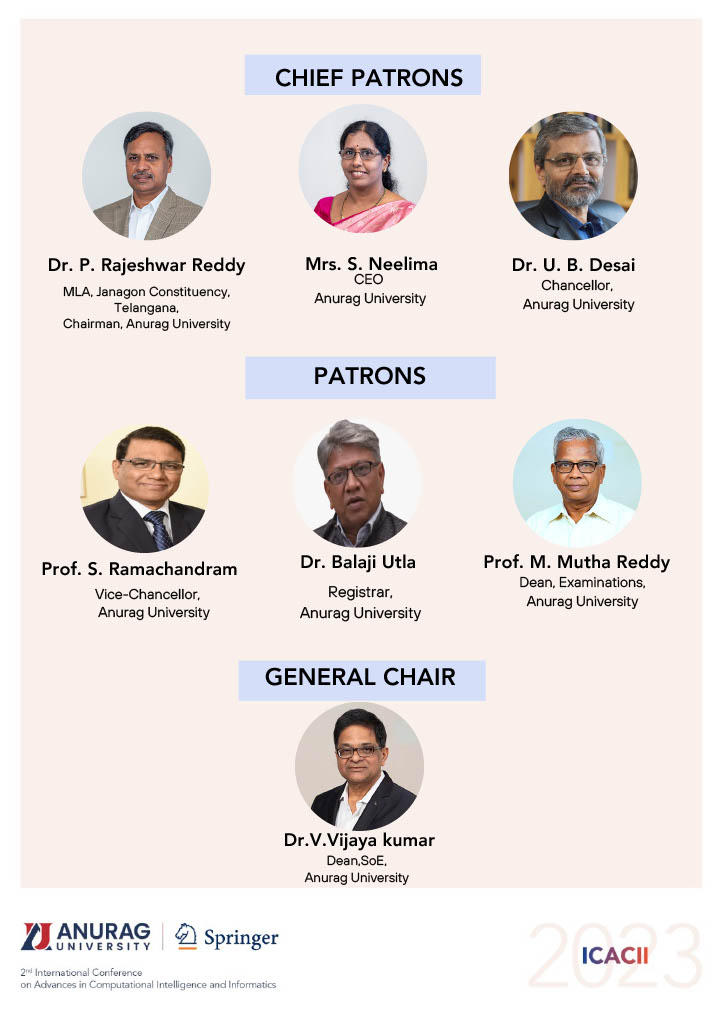 CHIEF PATRONS
Dr. P. Rajeshwar Reddy
MLA, Janagon Constituency,
Telangana,
Chairman, Anurag University
Mrs. S. Neelima
CEO
Anurag University
Dr. U. B. Desai
Chancellor,
Anurag University
PATRONS
Prof. S. Ramachandram
Vice-Chancellor,
Anurag University
Dr. Balaji Utla
Registrar,
Anurag University
Prof. M. Mutha Reddy
Dean, Examinations,
Anurag University
GENERAL CHAIR
Dr.V.Vijaya kumar
Dean,SoE,
Anurag University
ANURAG
UNIVERSITY
Springer
2nd International Conference
on Advances in Computational Intelligence and Informatics
2023
ICACII